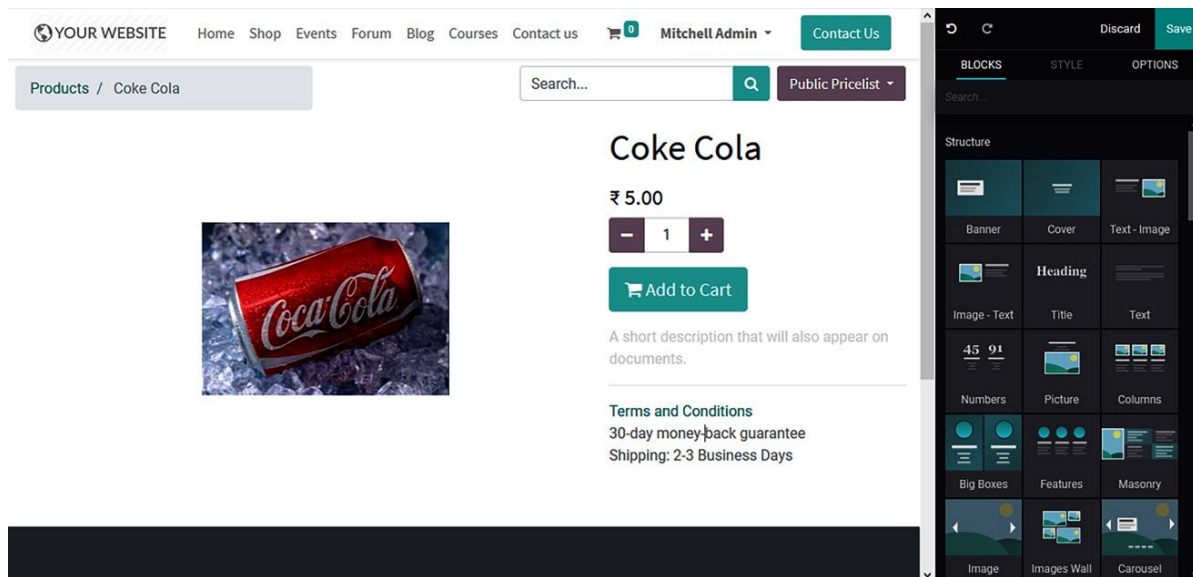 YOUR WEBSITE Home Shop Events Forum Blog Courses Contact us 0 Mitchell Admin Contact Us
Products / Coke Cola
Search...
Public Pricelist
Coke Cola
₹ 5.00
1
Add to Cart
A short description that will also appear on
documents.
Terms and Conditions
30-day money-back guarantee
Shipping: 2-3 Business Days
Coca-Cola
Discard Save
BLOCKS STYLE OPTIONS
Search...
Structure
Banner Cover Text - Image
Heading
Image - Text Title Text
45 91
Numbers Picture Columns
Big Boxes Features Masonry
Image Images Wall Carousel